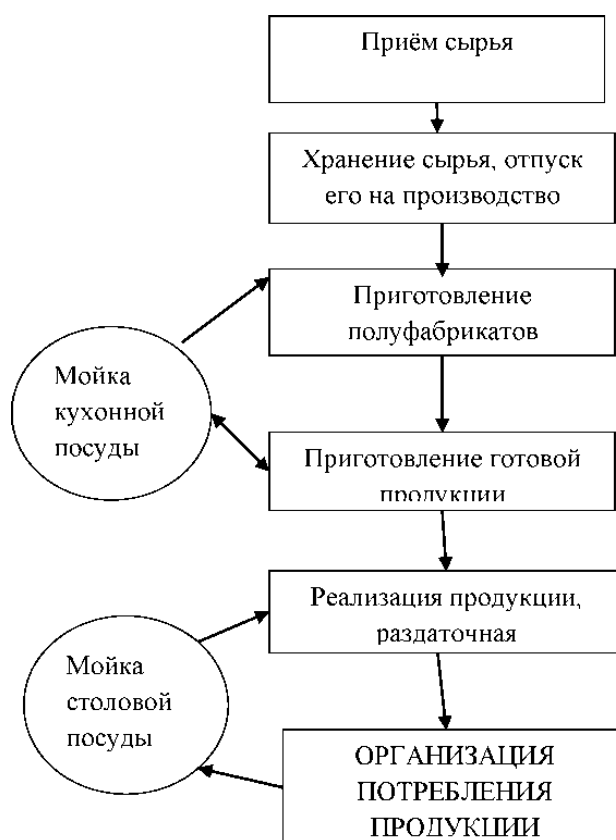 Приём сырья
Хранение сырья, отпуск
его на производство
Приготовление
полуфабрикатов
Мойка
кухонной
посуды
Приготовление готовой
продукции
Реализация продукции,
раздаточная
Мойка
столовой
посуды
ОРГАНИЗАЦИЯ
ПОТРЕБЛЕНИЯ
ПРОДУКЦИИ